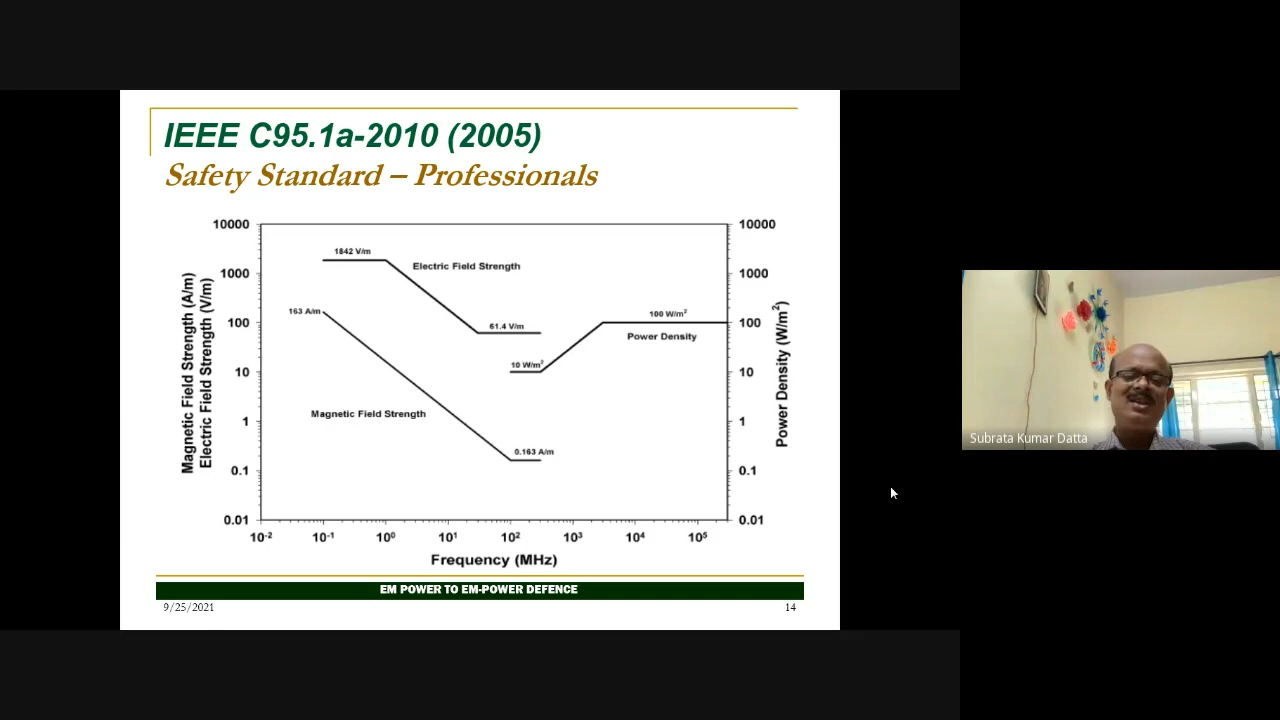 IEEE C95.1a-2010 (2005)
Safety Standard – Professionals
10000
1000
100
10
1
0.1
0.01
Magnetic Field Strength (A/m)
Electric Field Strength (V/m)
1842 V/m
Electric Field Strength
163 A/m
61.4 V/m
10 W/m²
100 W/m²
Power Density
Magnetic Field Strength
0.163 A/m
10000
1000
100
10
1
0.1
0.01
Power Density (W/m²)
10⁻² 10⁻¹ 10⁰ 10¹ 10² 10³ 10⁴ 10⁵
Frequency (MHz)
EM POWER TO EM-POWER DEFENCE
9/25/2021 14
Subrata Kumar Datta